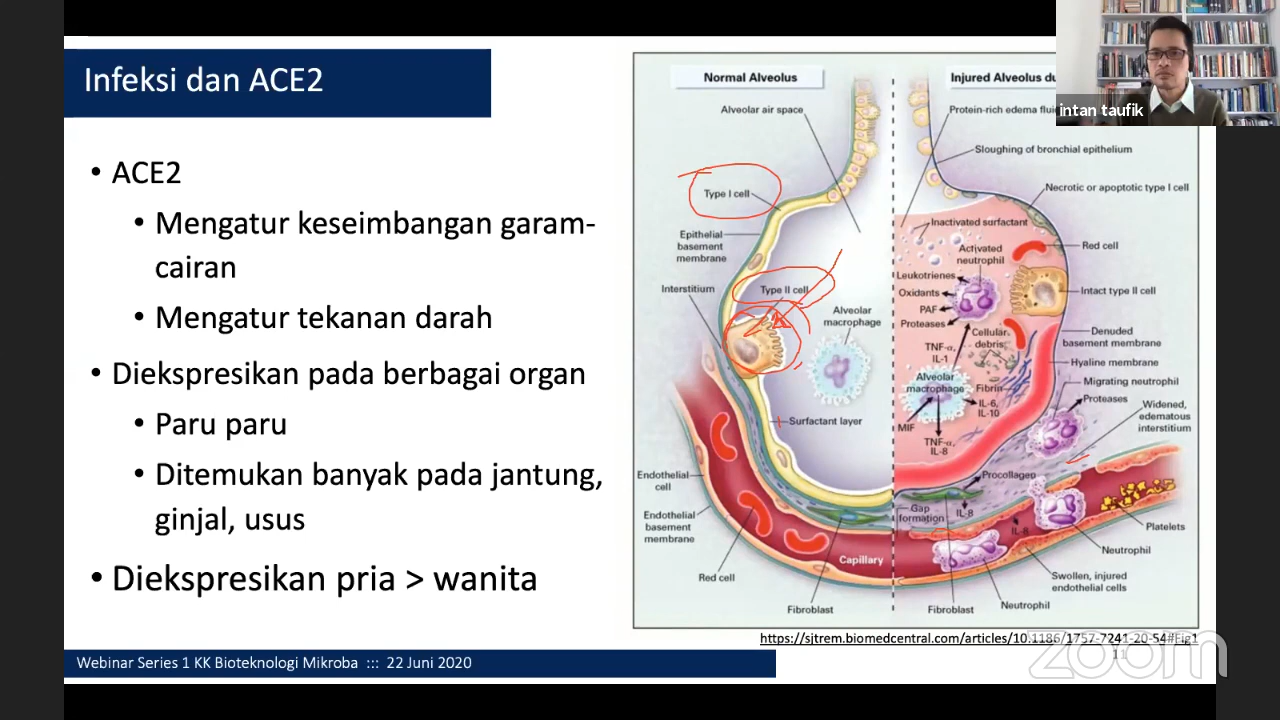 Infeksi dan ACE2
• ACE2
• Mengatur keseimbangan garam-
cairan
• Mengatur tekanan darah
• Diekspresikan pada berbagai organ
• Paru paru
• Ditemukan banyak pada jantung,
ginjal, usus
• Diekspresikan pria > wanita
Normal Alveolus
Alveolar air space
Type I cell
Epithelial
basement
membrane
Interstitium
Type II cell
Alveolar
macrophage
Surfactant layer
Endothelial
cell
Endothelial
basement
membrane
Capillary
Red cell
Fibroblast
Injured Alveolus du
Protein-rich edema flui
Sloughing of bronchial epithelium
Necrotic or apoptotic type I cell
Inactivated surfactant
Red cell
Activated
neutrophil
Leukotrienes
Oxidants
PAF
Proteases
Intact type II cell
Cellular
debris
TNF-α,
IL-1
Denuded
basement membrane
Hyaline membrane
Alveolar
macrophage
Fibrin
Migrating neutrophil
Proteases
IL-6,
IL-10
Widened,
edematous
interstitium
MIF
TNF-α,
IL-8
Procollagen
Gap
formation
IL-8
IL-8
Platelets
Neutrophil
Swollen, injured
endothelial cells
Fibroblast
Neutrophil
https://sjtrem.biomedcentral.com/articles/10.1186/1757-7241-20-54#Fig1
11
Webinar Series 1 KK Bioteknologi Mikroba ::: 22 Juni 2020
intan taufik
zoom